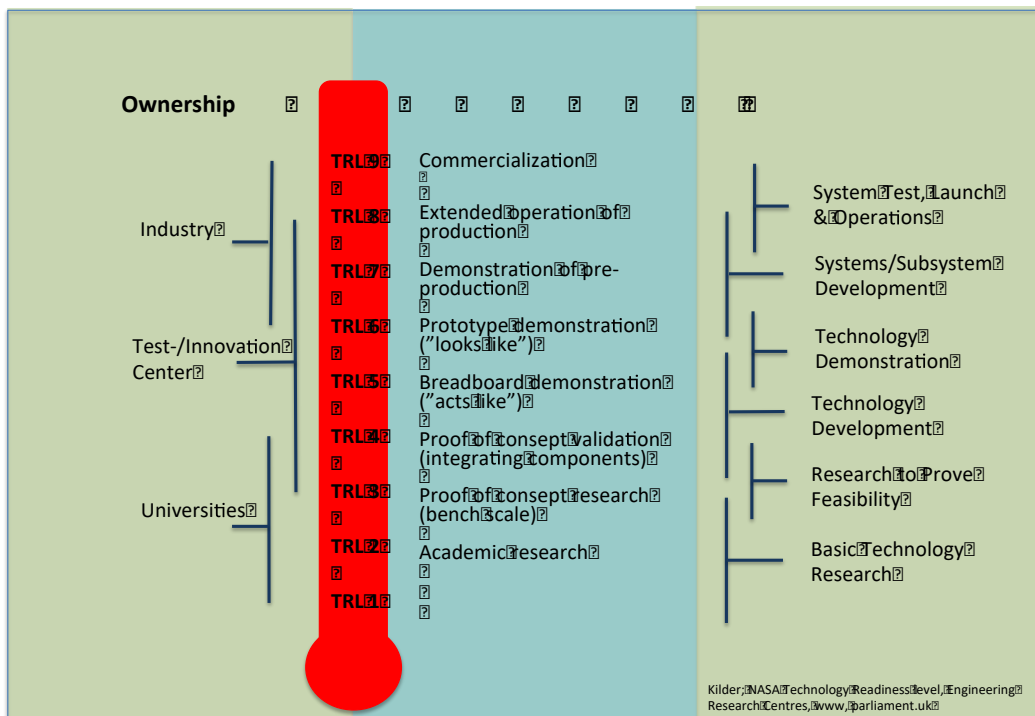 Ownership
Industry
Test-/Innovation
Center
Universities
TRL 9
TRL 8
TRL 7
TRL 6
TRL 5
TRL 4
TRL 3
TRL 2
TRL 1
Commercialization
Extended operation of
production
Demonstration of pre-
production
Prototype demonstration
("looks like")
Breadboard demonstration
("acts like")
Proof of consept validation
(integrating components)
Proof of consept research
(bench scale)
Academic research
System Test, Launch
& Operations
Systems/Subsystem
Development
Technology
Demonstration
Technology
Development
Research to Prove
Feasibility
Basic Technology
Research
Kilder; NASA Technology Readiness level, Engineering
Research Centres, www, parliament.uk